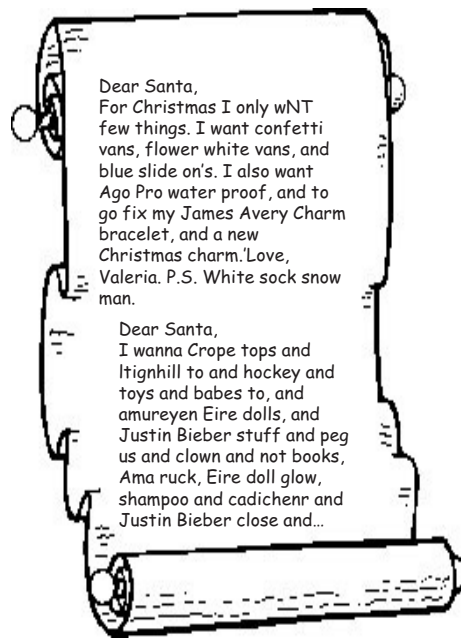 Dear Santa,
For Christmas I only wNT
few things. I want confetti
vans, flower white vans, and
blue slide on's. I also want
Ago Pro water proof, and to
go fix my James Avery Charm
bracelet, and a new
Christmas charm.'Love,
Valeria. P.S. White sock snow
man.
Dear Santa,
I wanna Crope tops and
ltignhill to and hockey and
toys and babes to, and
amureyen Eire dolls, and
Justin Bieber stuff and peg
us and clown and not books,
Ama ruck, Eire doll glow,
shampoo and cadichenr and
Justin Bieber close and…